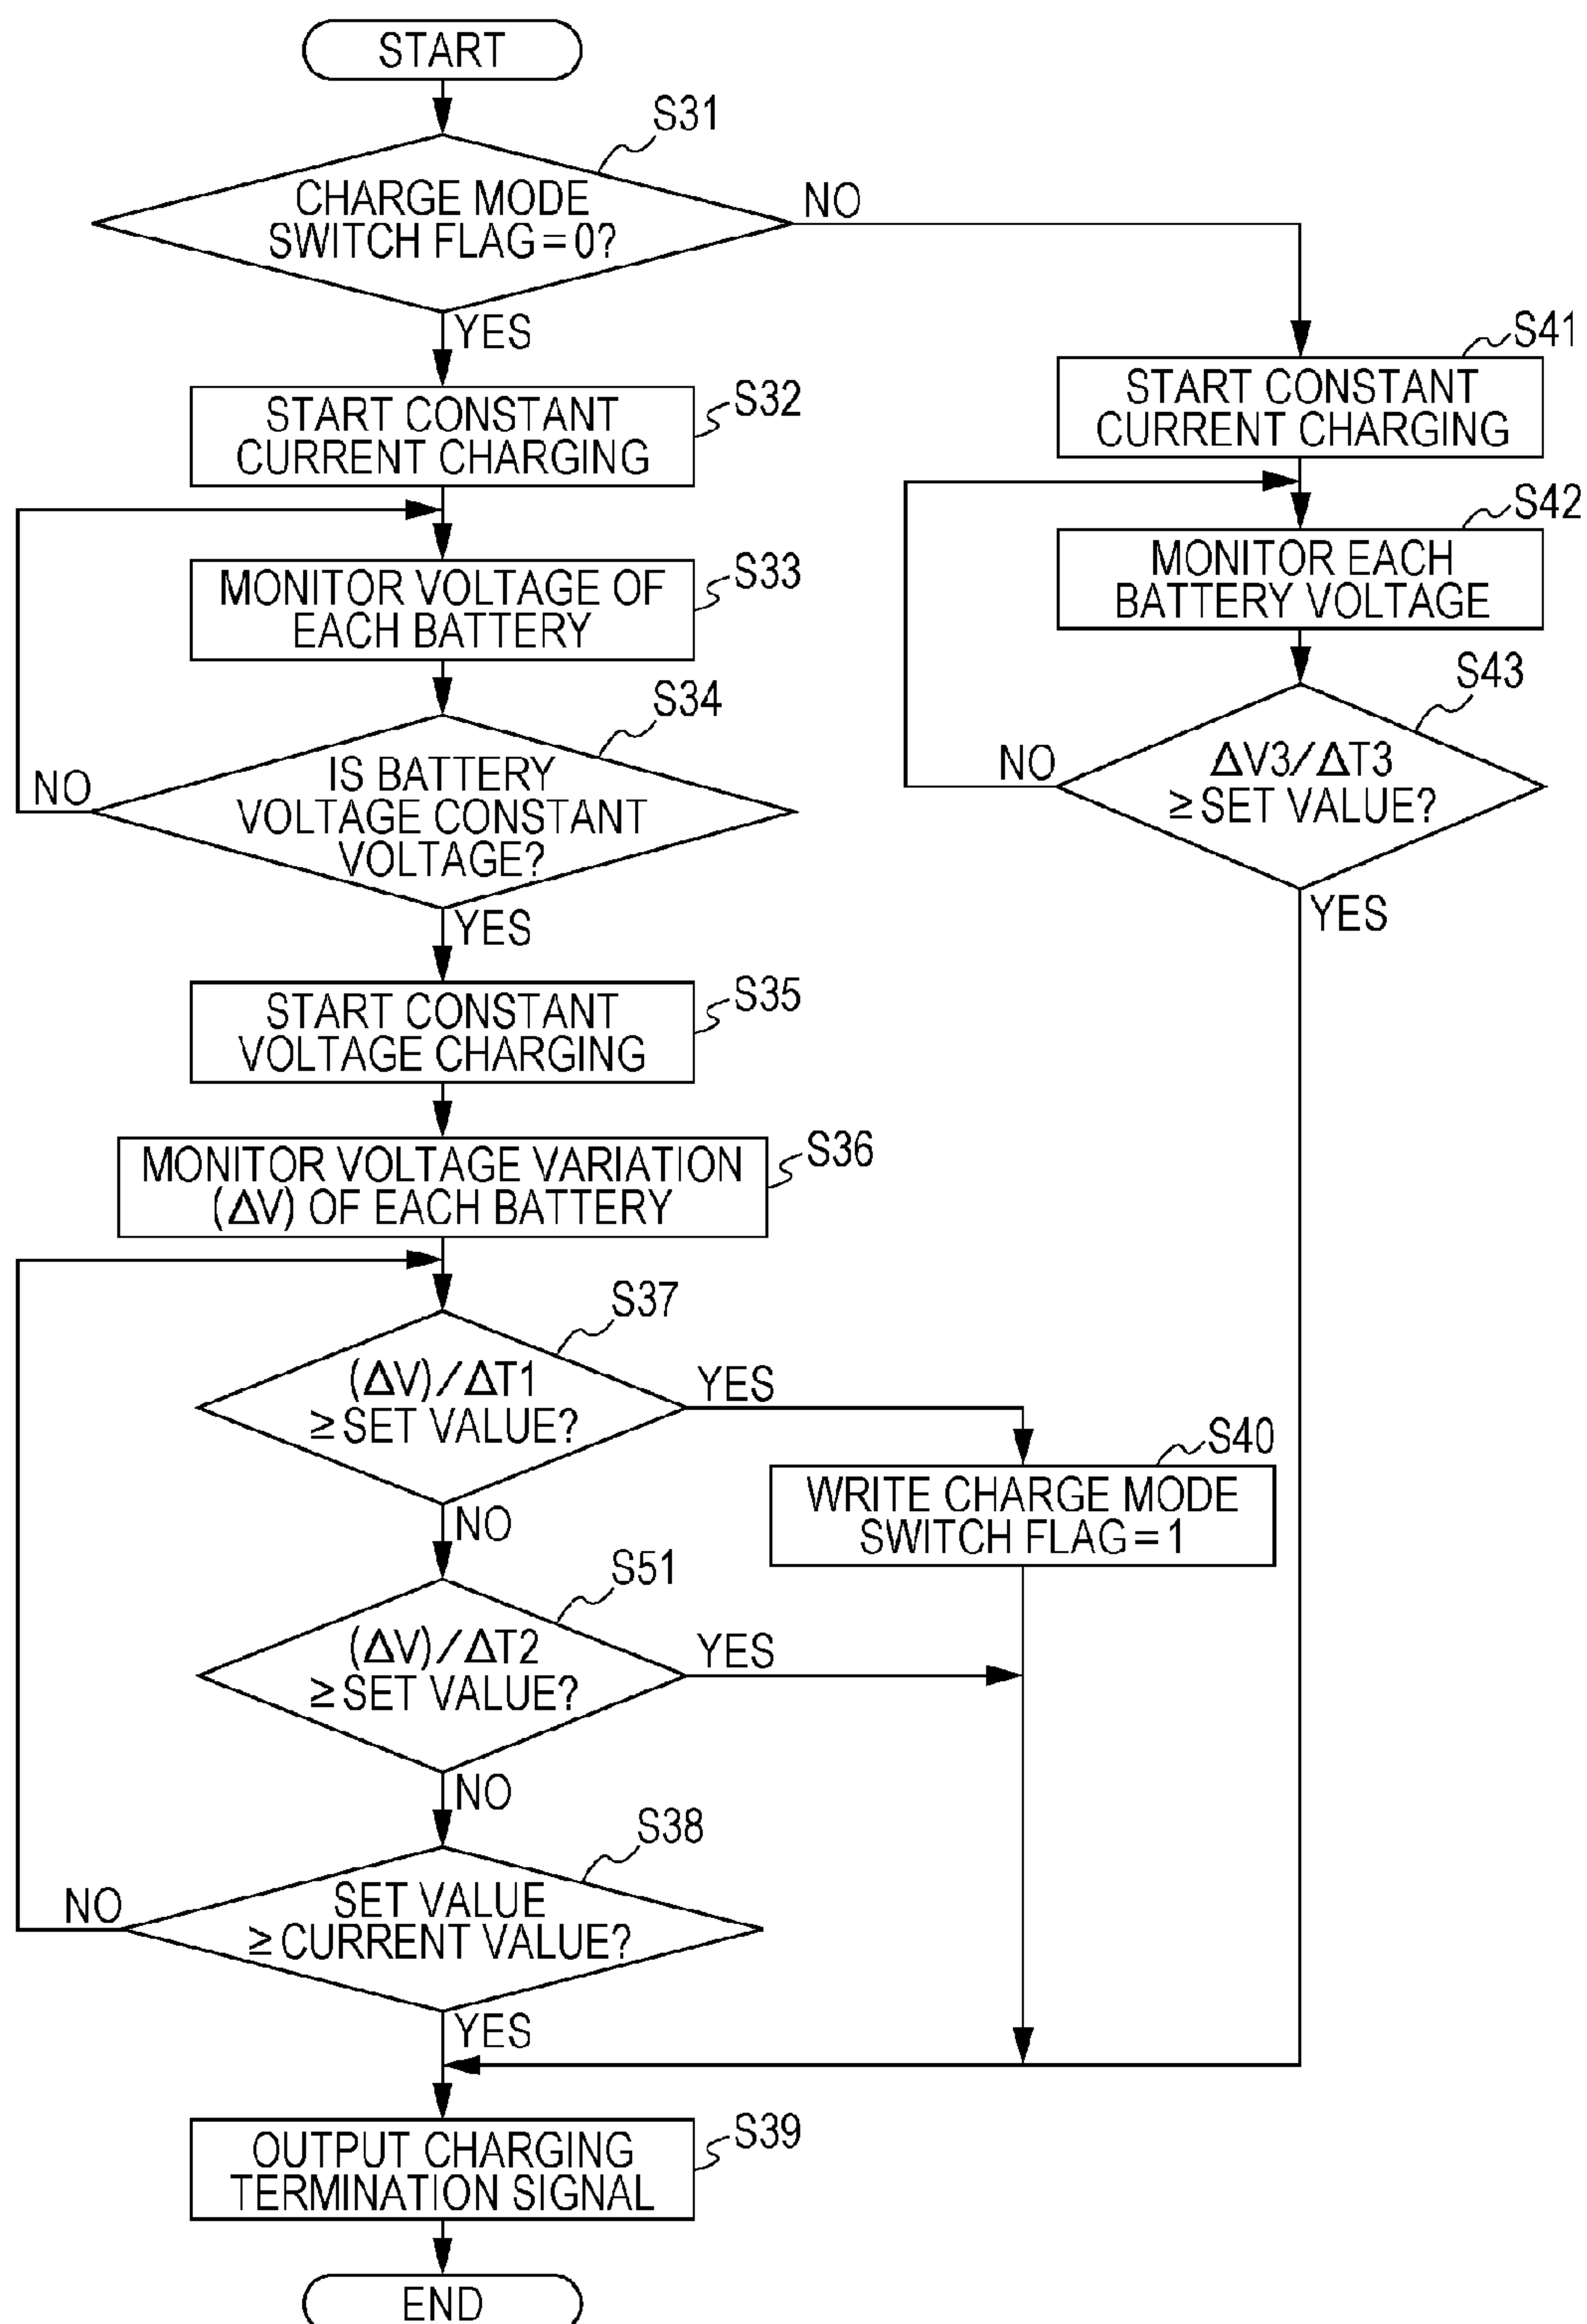 START
S31
CHARGE MODE
SWITCH FLAG=0?
NO
YES
S32
START CONSTANT
CURRENT CHARGING
S33
MONITOR VOLTAGE OF
EACH BATTERY
S34
IS BATTERY
VOLTAGE CONSTANT
VOLTAGE?
NO
YES
S35
START CONSTANT
VOLTAGE CHARGING
S36
MONITOR VOLTAGE VARIATION
(ΔV) OF EACH BATTERY
S37
(ΔV)/ΔT1
≥SET VALUE?
YES
NO
S40
WRITE CHARGE MODE
SWITCH FLAG=1
S51
(ΔV)/ΔT2
≥SET VALUE?
YES
NO
S38
SET VALUE
≥CURRENT VALUE?
NO
YES
S39
OUTPUT CHARGING
TERMINATION SIGNAL
END
S41
START CONSTANT
CURRENT CHARGING
S42
MONITOR EACH
BATTERY VOLTAGE
S43
ΔV3/ΔT3
≥SET VALUE?
NO
YES